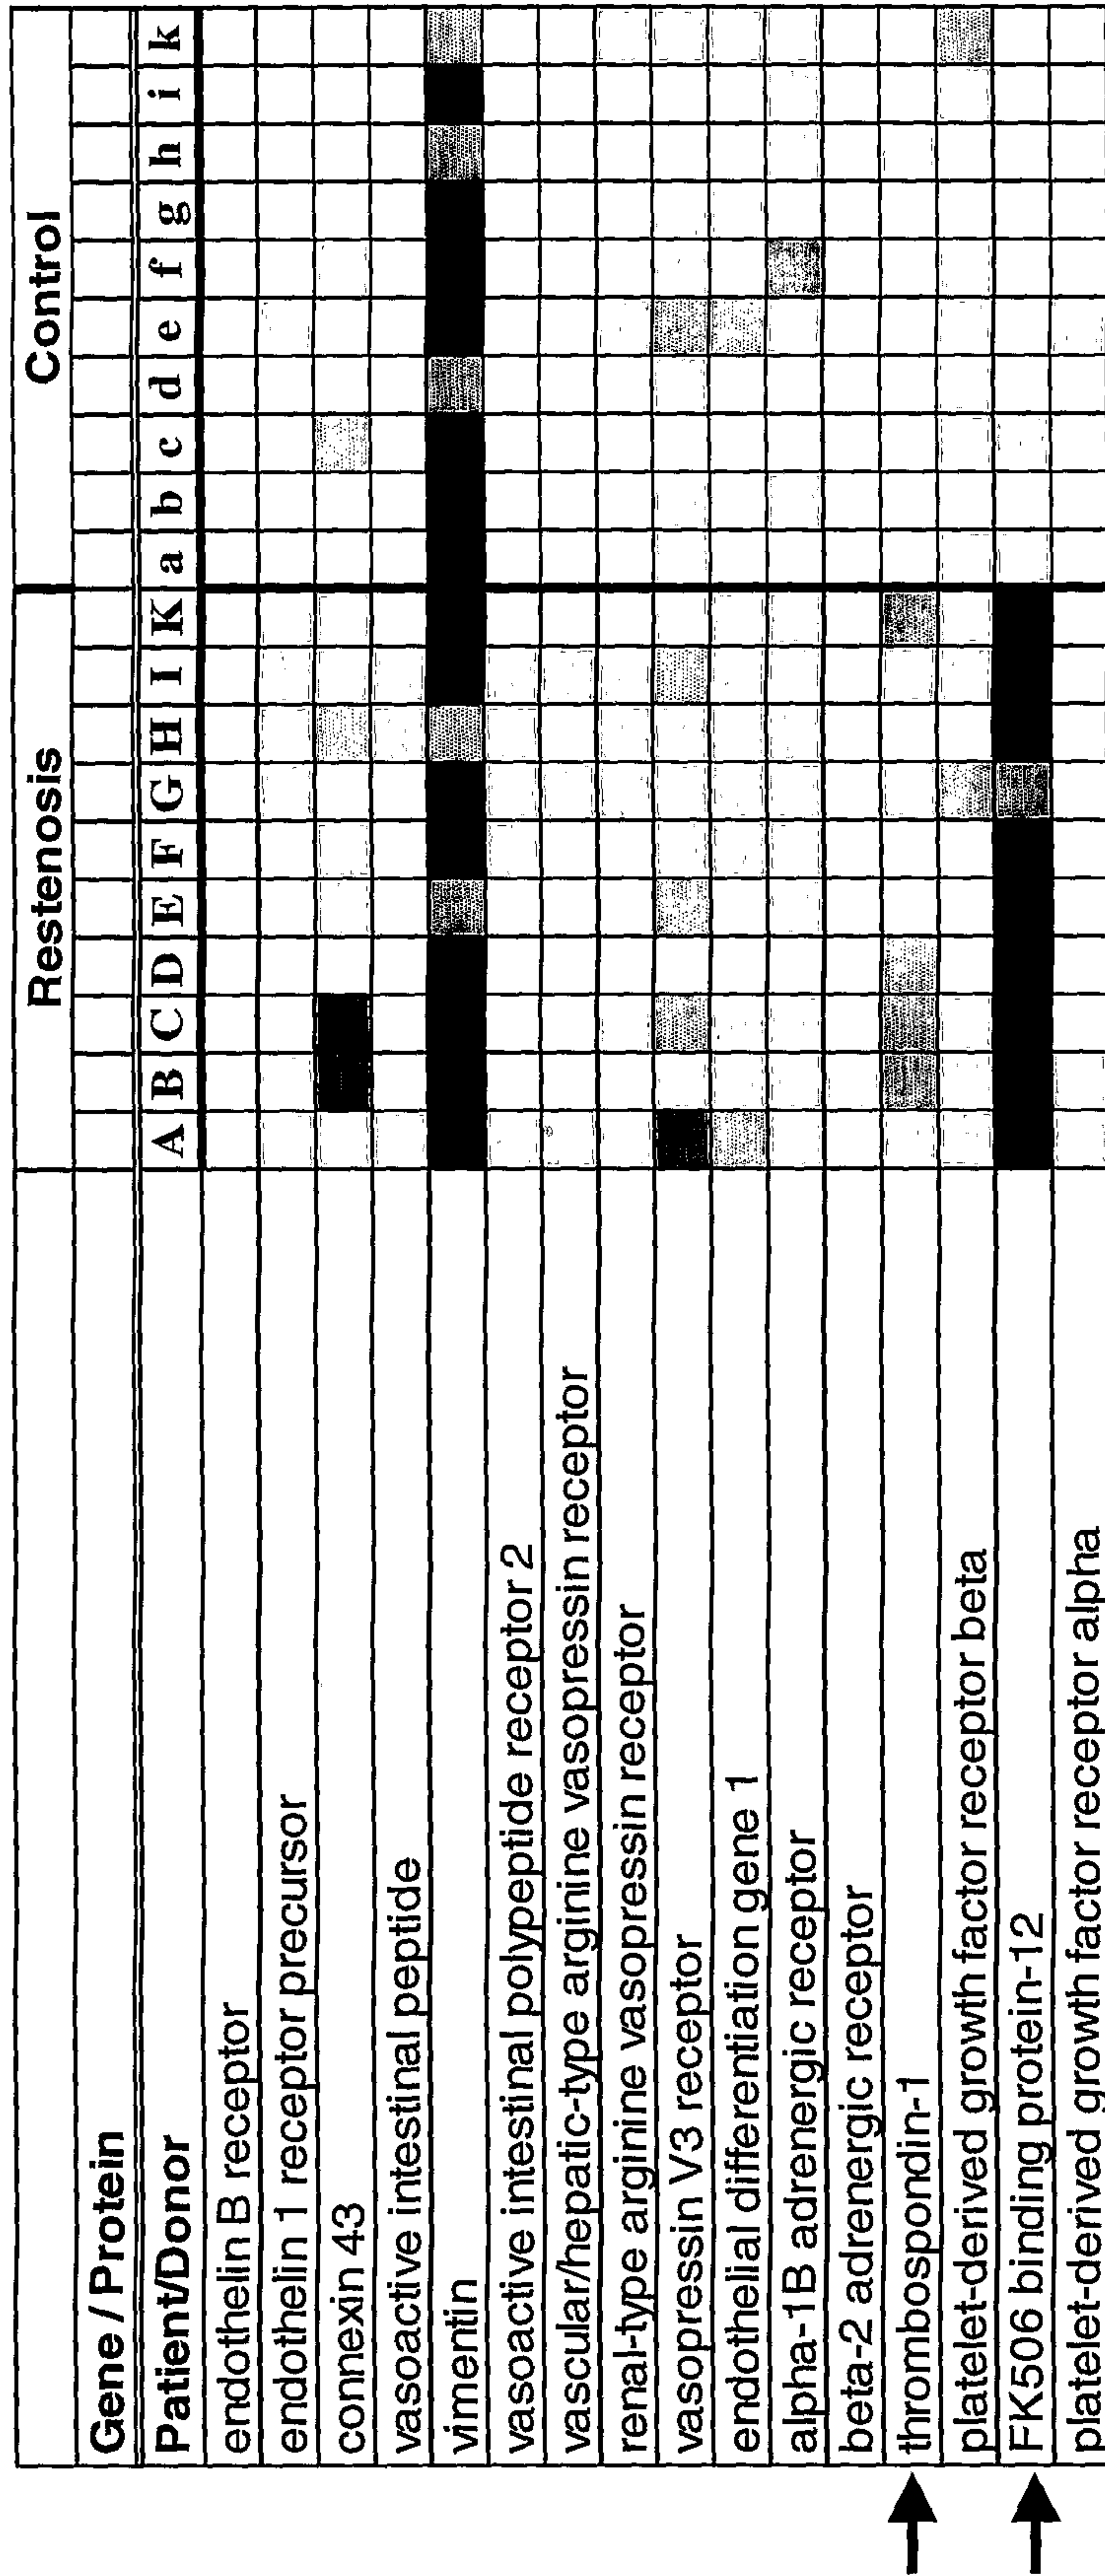 Restenosis Control
Gene / Protein
Patient/Donor A B C D E F G H I K a b c d e f g h i k
endothelin B receptor
endothelin 1 receptor precursor
connexin 43
vasoactive intestinal peptide
vimentin
vasoactive intestinal polypeptide receptor 2
vascular/hepatic-type arginine vasopressin receptor
renal-type arginine vasopressin receptor
vasopressin V3 receptor
endothelial differentiation gene 1
alpha-1B adrenergic receptor
beta-2 adrenergic receptor
thrombospondin-1
platelet-derived growth factor receptor beta
FK506 binding protein-12
platelet-derived growth factor receptor alpha